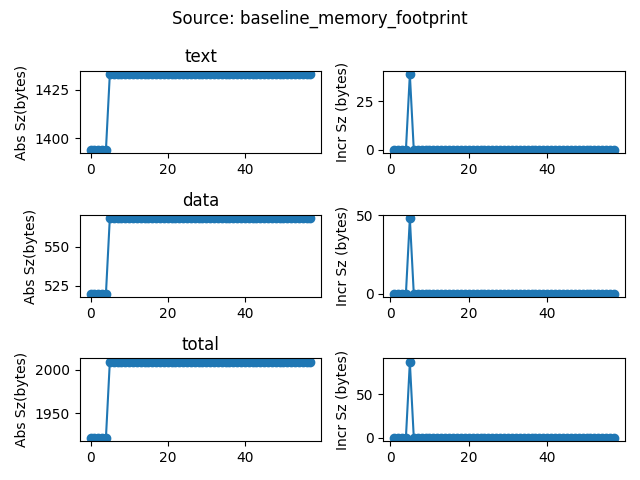 Source: baseline_memory_footprint
text
Abs Sz(bytes)
1425
1400
0 20 40
Incr Sz (bytes)
25
0
0 20 40
data
Abs Sz(bytes)
550
525
0 20 40
Incr Sz (bytes)
50
0
0 20 40
total
Abs Sz(bytes)
2000
1950
0 20 40
Incr Sz (bytes)
50
0
0 20 40